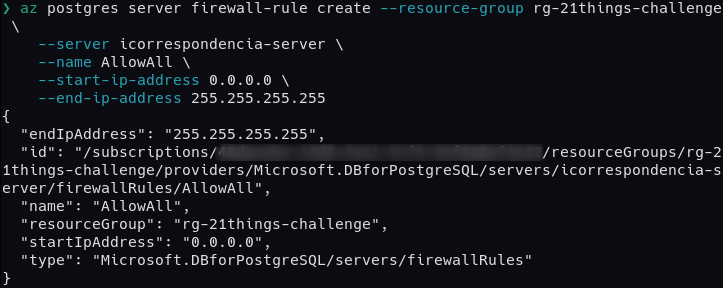 ❯ az postgres server firewall-rule create --resource-group rg-21things-challenge
\
--server icorrespondencia-server \
--name AllowAll \
--start-ip-address 0.0.0.0 \
--end-ip-address 255.255.255.255
{
"endIpAddress": "255.255.255.255",
"id": "/subscriptions/ /resourceGroups/rg-2
1things-challenge/providers/Microsoft.DBforPostgreSQL/servers/icorrespondencia-s
erver/firewallRules/AllowAll",
"name": "AllowAll",
"resourceGroup": "rg-21things-challenge",
"startIpAddress": "0.0.0.0",
"type": "Microsoft.DBforPostgreSQL/servers/firewallRules"
}